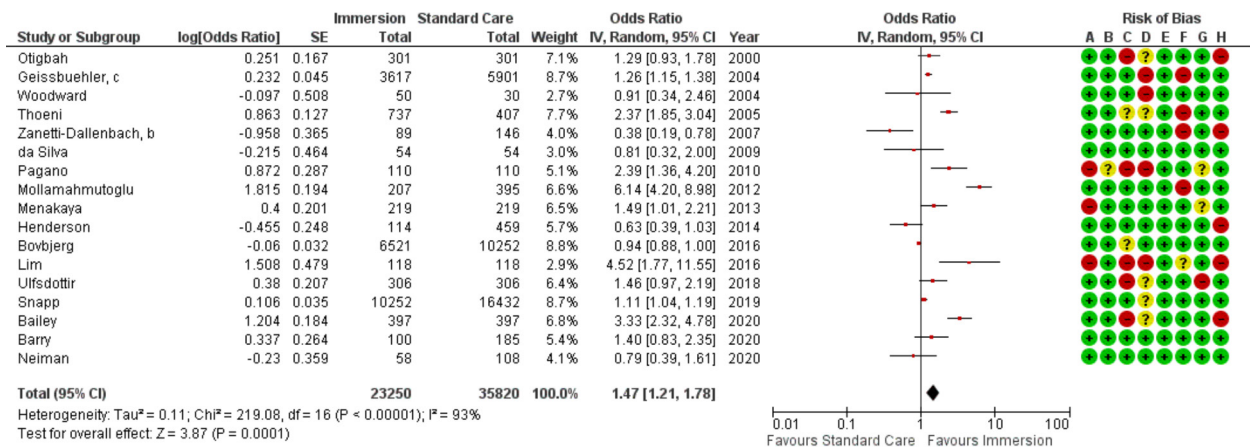 Immersion Standard Care Odds Ratio Odds Ratio Risk of Bias
Study or Subgroup log[Odds Ratio] SE Total Total Weight IV, Random, 95% CI Year IV, Random, 95% CI A B C D E F G H
Otigbah 0.251 0.167 301 301 7.1% 1.29 [0.93, 1.78] 2000 + + - ? + + + -
Geissbuehler, c 0.232 0.045 3617 5901 8.7% 1.26 [1.15, 1.38] 2004 + + + - + - + +
Woodward -0.097 0.508 50 30 2.7% 0.91 [0.34, 2.46] 2004 + + + - + + + +
Thoeni 0.863 0.127 737 407 7.7% 2.37 [1.85, 3.04] 2005 + + ? ? + - + +
Zanetti-Dallenbach, b -0.958 0.365 89 146 4.0% 0.38 [0.19, 0.78] 2007 + + + + + - + -
da Silva -0.215 0.464 54 54 3.0% 0.81 [0.32, 2.00] 2009 + + + + + + + +
Pagano 0.872 0.287 110 110 5.1% 2.39 [1.36, 4.20] 2010 - ? - - + + ? +
Mollamahmutoglu 1.815 0.194 207 395 6.6% 6.14 [4.20, 8.98] 2012 + + + + + - + +
Menakaya 0.4 0.201 219 219 6.5% 1.49 [1.01, 2.21] 2013 - + + + + + ? +
Henderson -0.455 0.248 114 459 5.7% 0.63 [0.39, 1.03] 2014 + + + + + + + -
Bovbjerg -0.06 0.032 6521 10252 8.8% 0.94 [0.88, 1.00] 2016 + + ? + + + + +
Lim 1.508 0.479 118 118 2.9% 4.52 [1.77, 11.55] 2016 - + - - + ? + -
Ulfsdottir 0.38 0.207 306 306 6.4% 1.46 [0.97, 2.19] 2018 + + - ? + + - +
Snapp 0.106 0.035 10252 16432 8.8% 1.11 [1.04, 1.19] 2019 + + + ? + + + +
Bailey 1.204 0.184 397 397 6.8% 3.33 [2.32, 4.78] 2020 + + - ? + + + -
Barry 0.337 0.264 100 185 5.4% 1.40 [0.83, 2.35] 2020 + + + + + + + +
Neiman -0.23 0.359 58 108 4.1% 0.79 [0.39, 1.61] 2020 + + + + + + + +
Total (95% CI) 23250 35820 100.0% 1.47 [1.21, 1.78]
Heterogeneity: Tau² = 0.11; Chi² = 219.08, df = 16 (P < 0.00001); I² = 93%
Test for overall effect: Z = 3.87 (P = 0.0001)
0.01 0.1 1 10 100
Favours Standard Care Favours Immersion